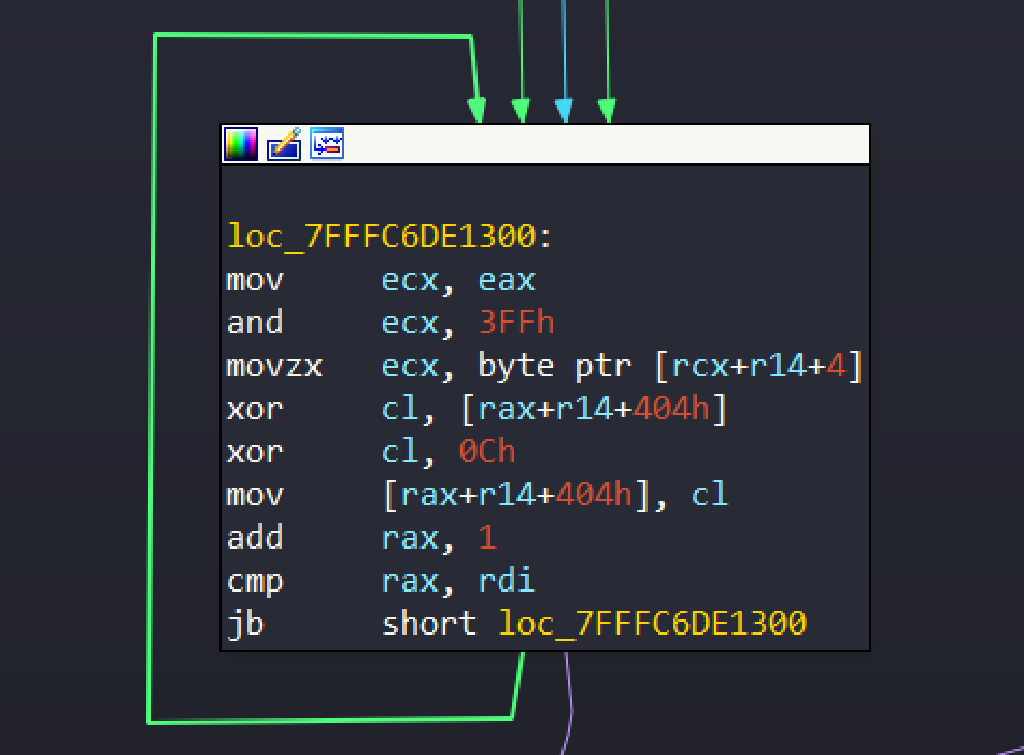 loc_7FFFC6DE1300:
mov ecx, eax
and ecx, 3FFh
movzx ecx, byte ptr [rcx+r14+4]
xor cl, [rax+r14+404h]
xor cl, 0Ch
mov [rax+r14+404h], cl
add rax, 1
cmp rax, rdi
jb short loc_7FFFC6DE1300